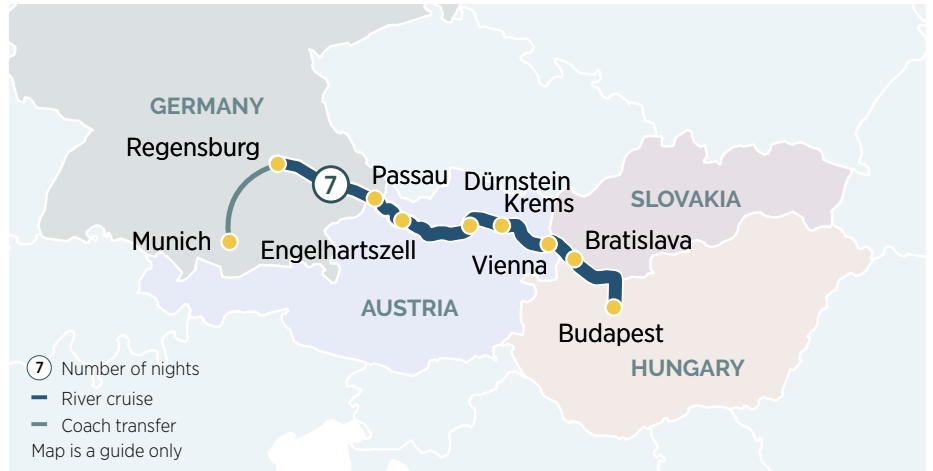 GERMANY
Regensburg
7
Passau
Dürnstein
Krems
SLOVAKIA
Munich
Engelhartszell
Vienna
Bratislava
AUSTRIA
Budapest
HUNGARY
7 Number of nights
River cruise
Coach transfer
Map is a guide only